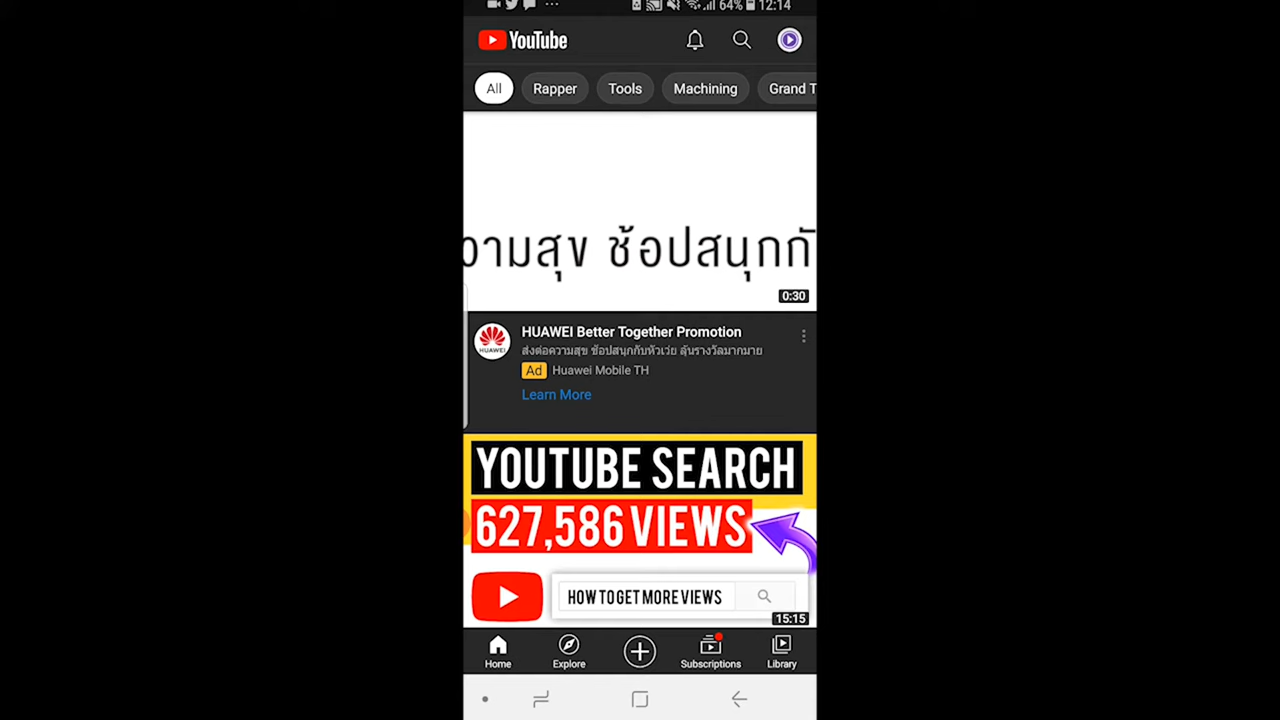 64% 12:14
YouTube
All Rapper Tools Machining Grand T
วามสุข ช้อปสนุกกั
0:30
HUAWEI Better Together Promotion
HUAWEI
ส่งต่อความสุข ช้อปสนุกกับหัวเว่ย ลุ้นรางวัลมากมาย
Ad Huawei Mobile TH
Learn More
YOUTUBE SEARCH
627,586 VIEWS
HOW TO GET MORE VIEWS
15:15
Home Explore Subscriptions Library